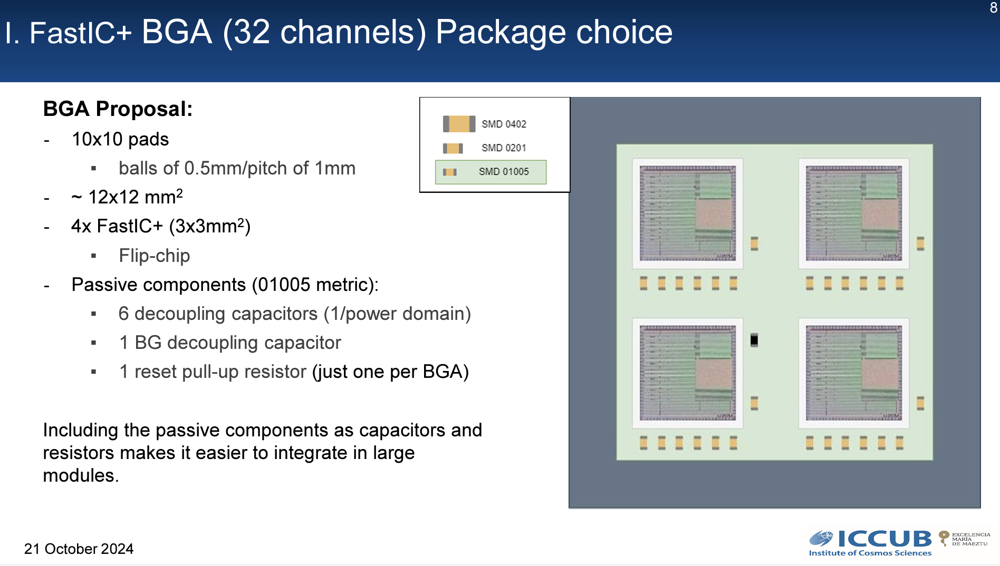 8
I. FastIC+ BGA (32 channels) Package choice
BGA Proposal:
- 10x10 pads
▪ balls of 0.5mm/pitch of 1mm
- ~ 12x12 mm²
- 4x FastIC+ (3x3mm²)
▪ Flip-chip
- Passive components (01005 metric):
▪ 6 decoupling capacitors (1/power domain)
▪ 1 BG decoupling capacitor
▪ 1 reset pull-up resistor (just one per BGA)
Including the passive components as capacitors and
resistors makes it easier to integrate in large
modules.
SMD 0402
SMD 0201
SMD 01005
21 October 2024
ICCUB
Institute of Cosmos Sciences
EXCELENCIA
MARÍA
DE MAEZTU